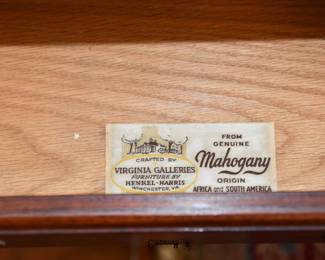 CRAFTED BY
VIRGINIA GALLERIES
FURNITURE BY
HENKEL-HARRIS
WINCHESTER, VA.
FROM
GENUINE
Mahogany
ORIGIN
AFRICA and SOUTH AMERICA